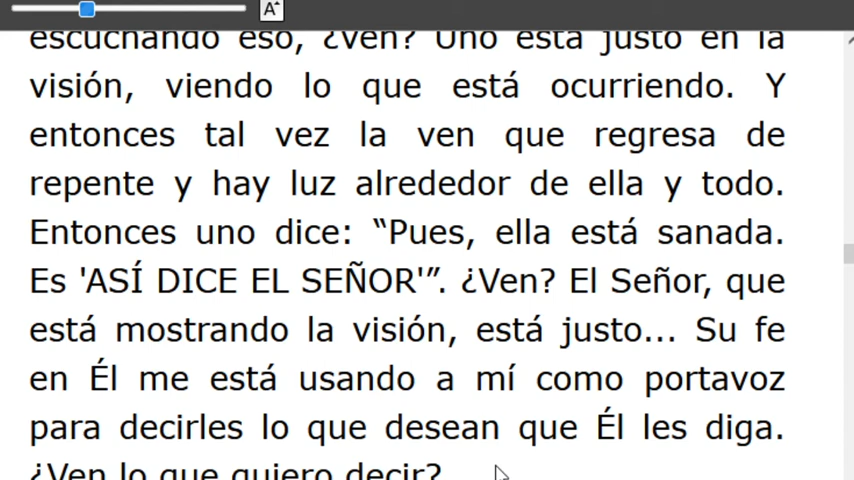 A
escuchando eso, ¿ven? Uno está justo en la
visión, viendo lo que está ocurriendo. Y
entonces tal vez la ven que regresa de
repente y hay luz alrededor de ella y todo.
Entonces uno dice: “Pues, ella está sanada.
Es 'ASÍ DICE EL SEÑOR'”. ¿Ven? El Señor, que
está mostrando la visión, está justo... Su fe
en Él me está usando a mí como portavoz
para decirles lo que desean que Él les diga.
¿Ven lo que quiero decir?